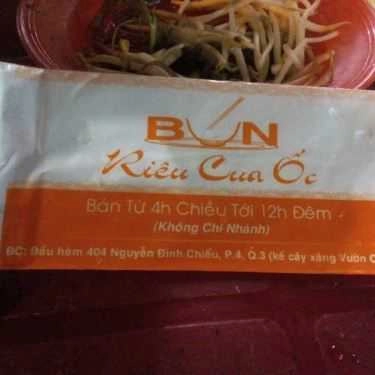 BÚN
Riêu Cua Ốc
Bán Từ 4h Chiều Tới 12h Đêm
(Không Chi Nhánh)
ĐC: Đầu hẻm 404 Nguyễn Đình Chiểu, P.4, Q.3 (kế cây xăng Vườn